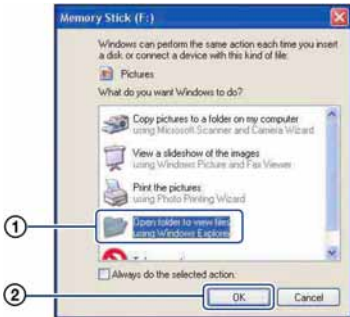 Memory Stick (F:)
Windows can perform the same action each time you insert
a disk or connect a device with this kind of file:
Pictures
What do you want Windows to do?
Copy pictures to a folder on my computer
using Microsoft Scanner and Camera Wizard
View a slideshow of the images
using Windows Picture and Fax Viewer
Print the pictures
using Photo Printing Wizard
① Open folder to view files
using Windows Explorer
Always do the selected action.
② OK Cancel